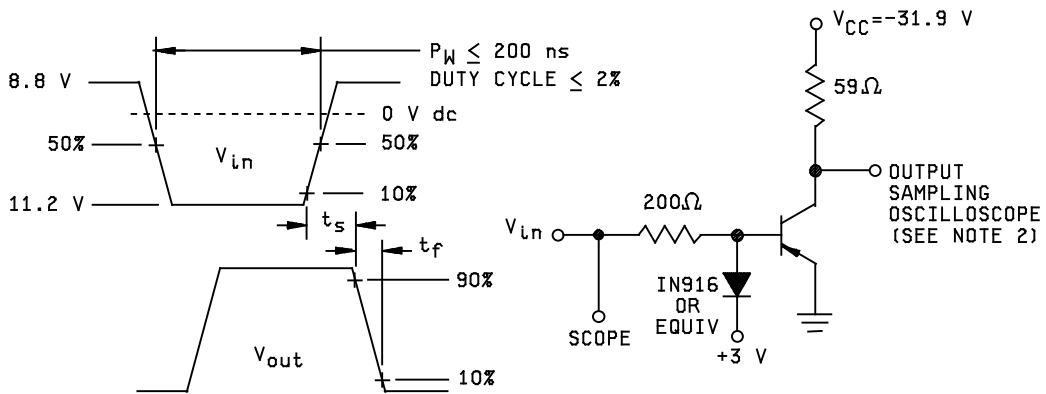 P_W ≤ 200 ns
DUTY CYCLE ≤ 2%
8.8 V
0 V dc
50%
50%
V_in
10%
11.2 V
t_s
t_f
90%
V_out
10%
V_CC=-31.9 V
59Ω
OUTPUT
SAMPLING
OSCILLOSCOPE
(SEE NOTE 2)
200Ω
V_in
IN916
OR
EQUIV
SCOPE
+3 V